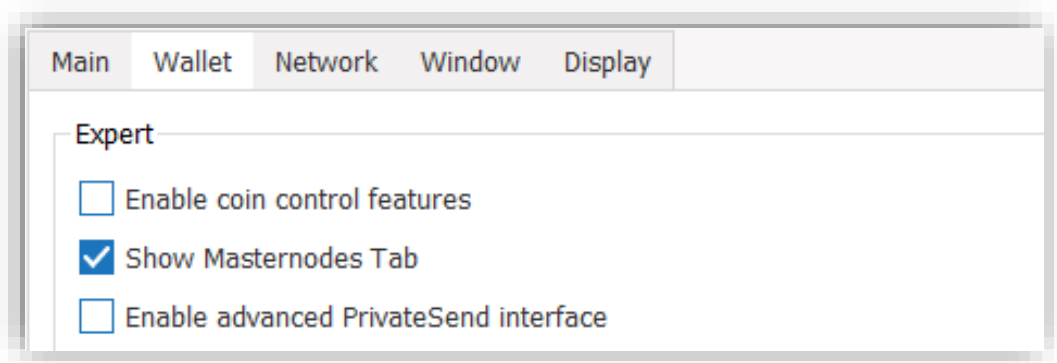 Main Wallet Network Window Display
Expert
Enable coin control features
Show Masternodes Tab
Enable advanced PrivateSend interface